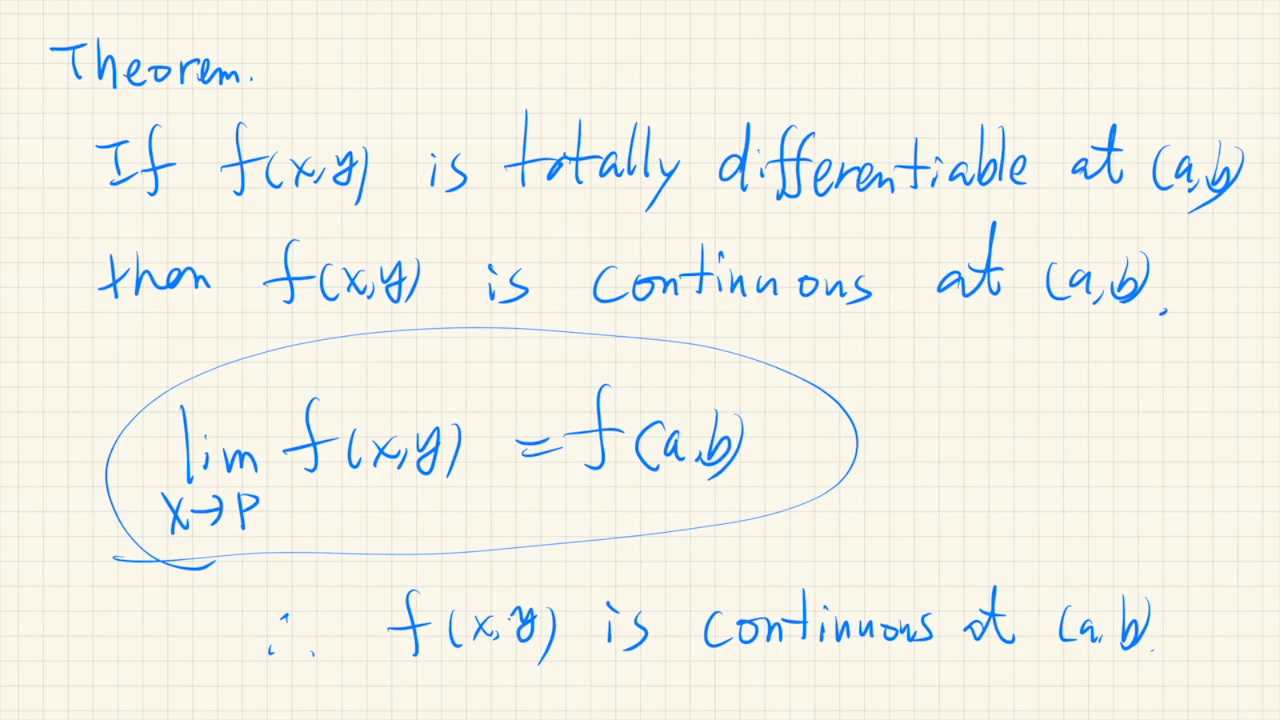 Theorem.
If f(x,y) is totally differentiable at (a,b)
then f(x,y) is continuous at (a,b).
lim f(x,y) = f(a,b)
X→P
∴ f(x,y) is continuous at (a,b).